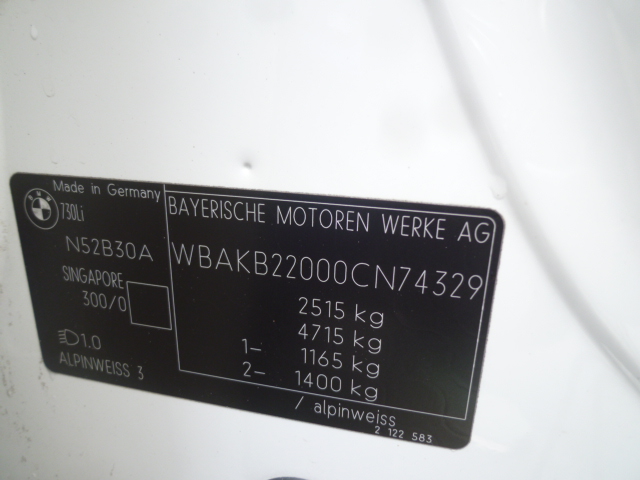 Made in Germany
730Li
N52B30A
SINGAPORE
300/0
1.0
ALPINWEISS 3
BAYERISCHE MOTOREN WERKE AG
WBAKB22000CN74329
2515 kg
4715 kg
1- 1165 kg
2- 1400 kg
/ alpinweiss
2 122 583